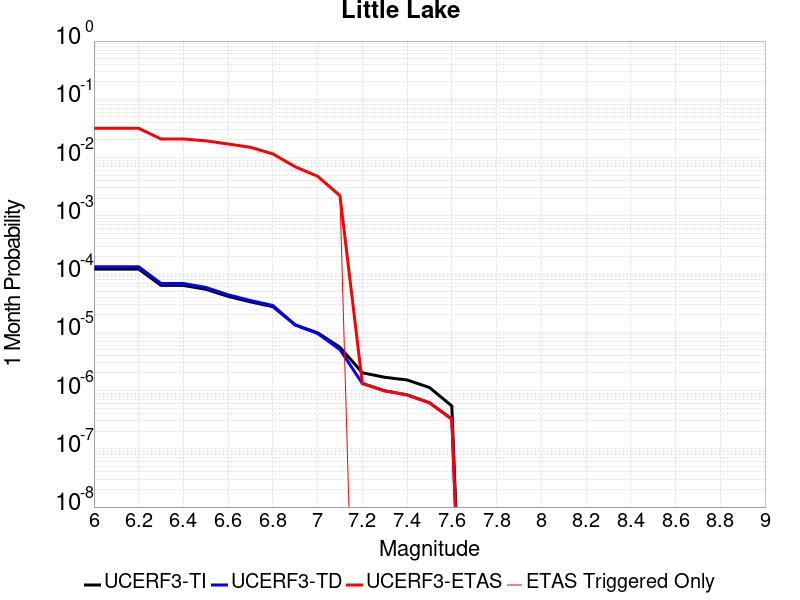 Little Lake
10 0
10 -1
10 -2
10 -3
10 -4
10 -5
10 -6
10 -7
10 -8
1 Month Probability
6 6.2 6.4 6.6 6.8 7 7.2 7.4 7.6 7.8 8 8.2 8.4 8.6 8.8 9
Magnitude
UCERF3-TI UCERF3-TD UCERF3-ETAS ETAS Triggered Only